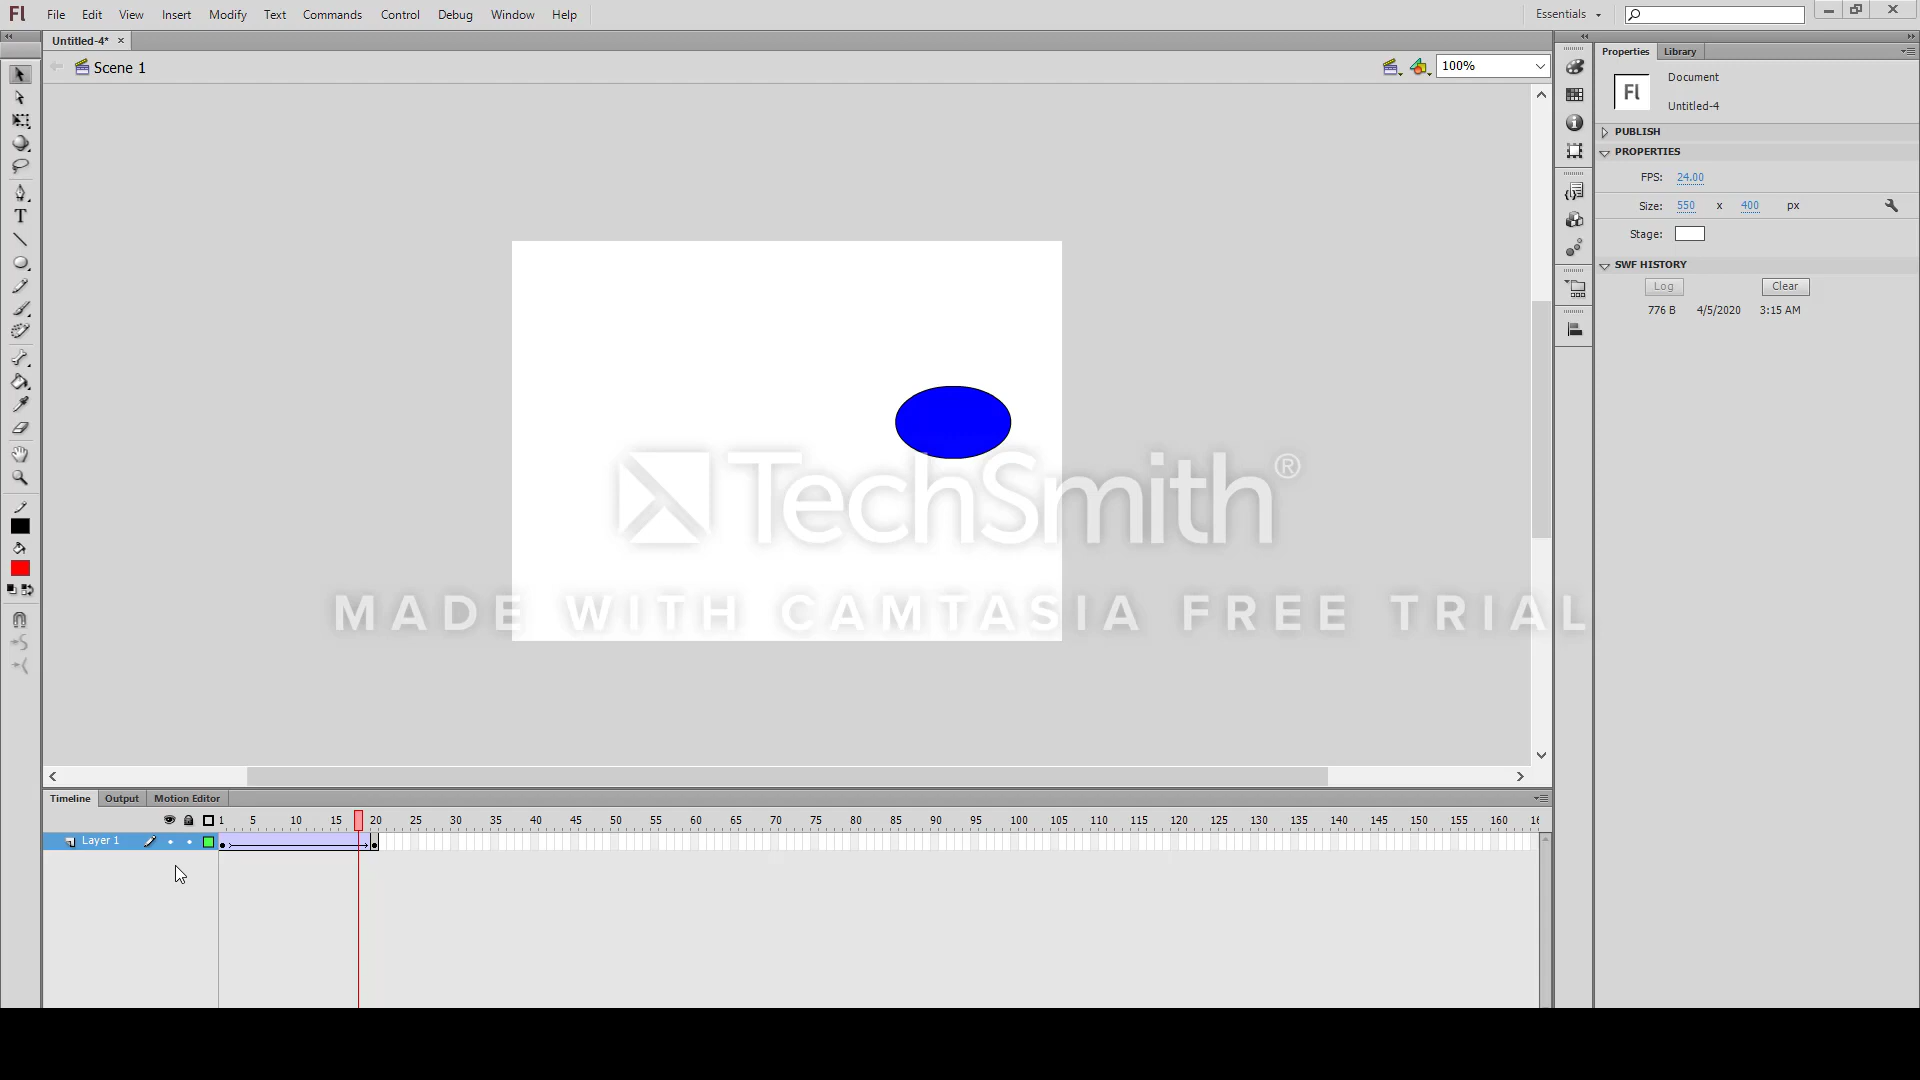 Fl File Edit View Insert Modify Text Commands Control Debug Window Help Essentials
Untitled-4* ×
Scene 1 100%
Properties Library
Fl Document
Untitled-4
PUBLISH
PROPERTIES
FPS: 24.00
Size: 550 x 400 px
Stage:
SWF HISTORY
Log Clear
776 B 4/5/2020 3:15 AM
T
TechSmith®
MADE WITH CAMTASIA FREE TRIAL
Timeline Output Motion Editor
1 5 10 15 20 25 30 35 40 45 50 55 60 65 70 75 80 85 90 95 100 105 110 115 120 125 130 135 140 145 150 155 160
Layer 1